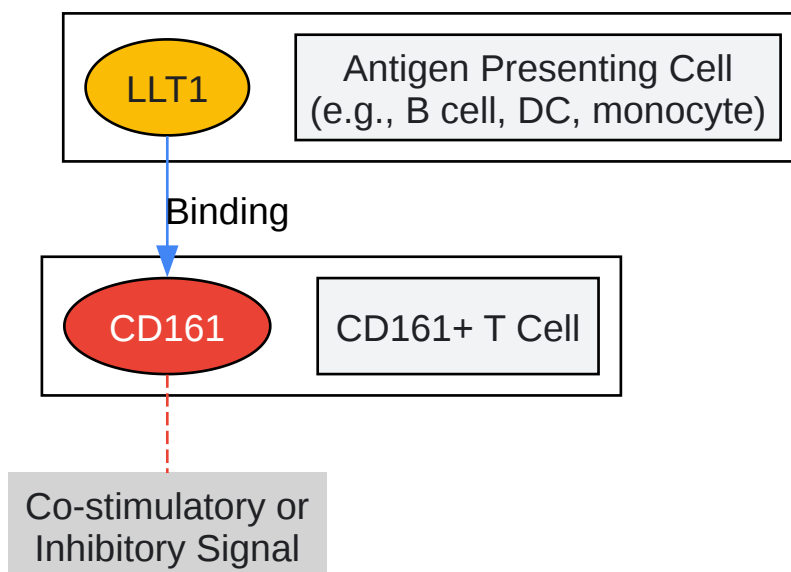 LLT1
Antigen Presenting Cell
(e.g., B cell, DC, monocyte)
Binding
CD161
CD161+ T Cell
Co-stimulatory or
Inhibitory Signal